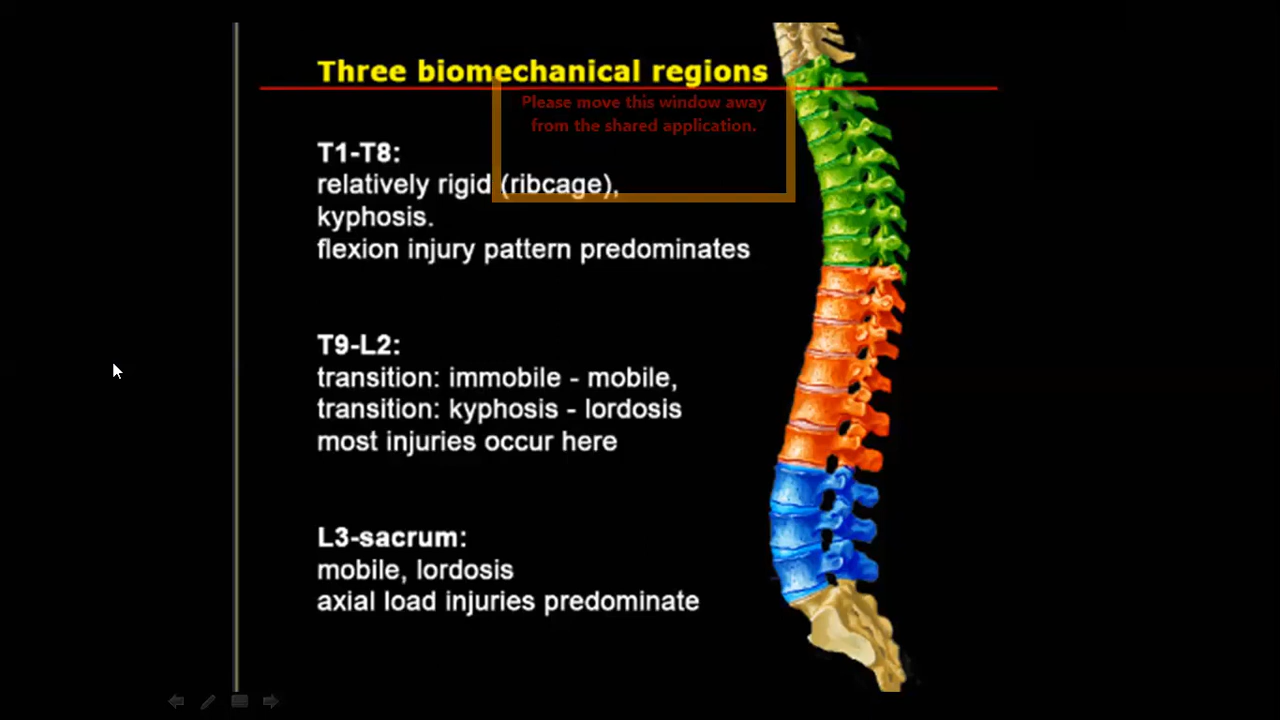 Three biomechanical regions
Please move this window away
from the shared application.
T1-T8:
relatively rigid (ribcage),
kyphosis.
flexion injury pattern predominates
T9-L2:
transition: immobile - mobile,
transition: kyphosis - lordosis
most injuries occur here
L3-sacrum:
mobile, lordosis
axial load injuries predominate